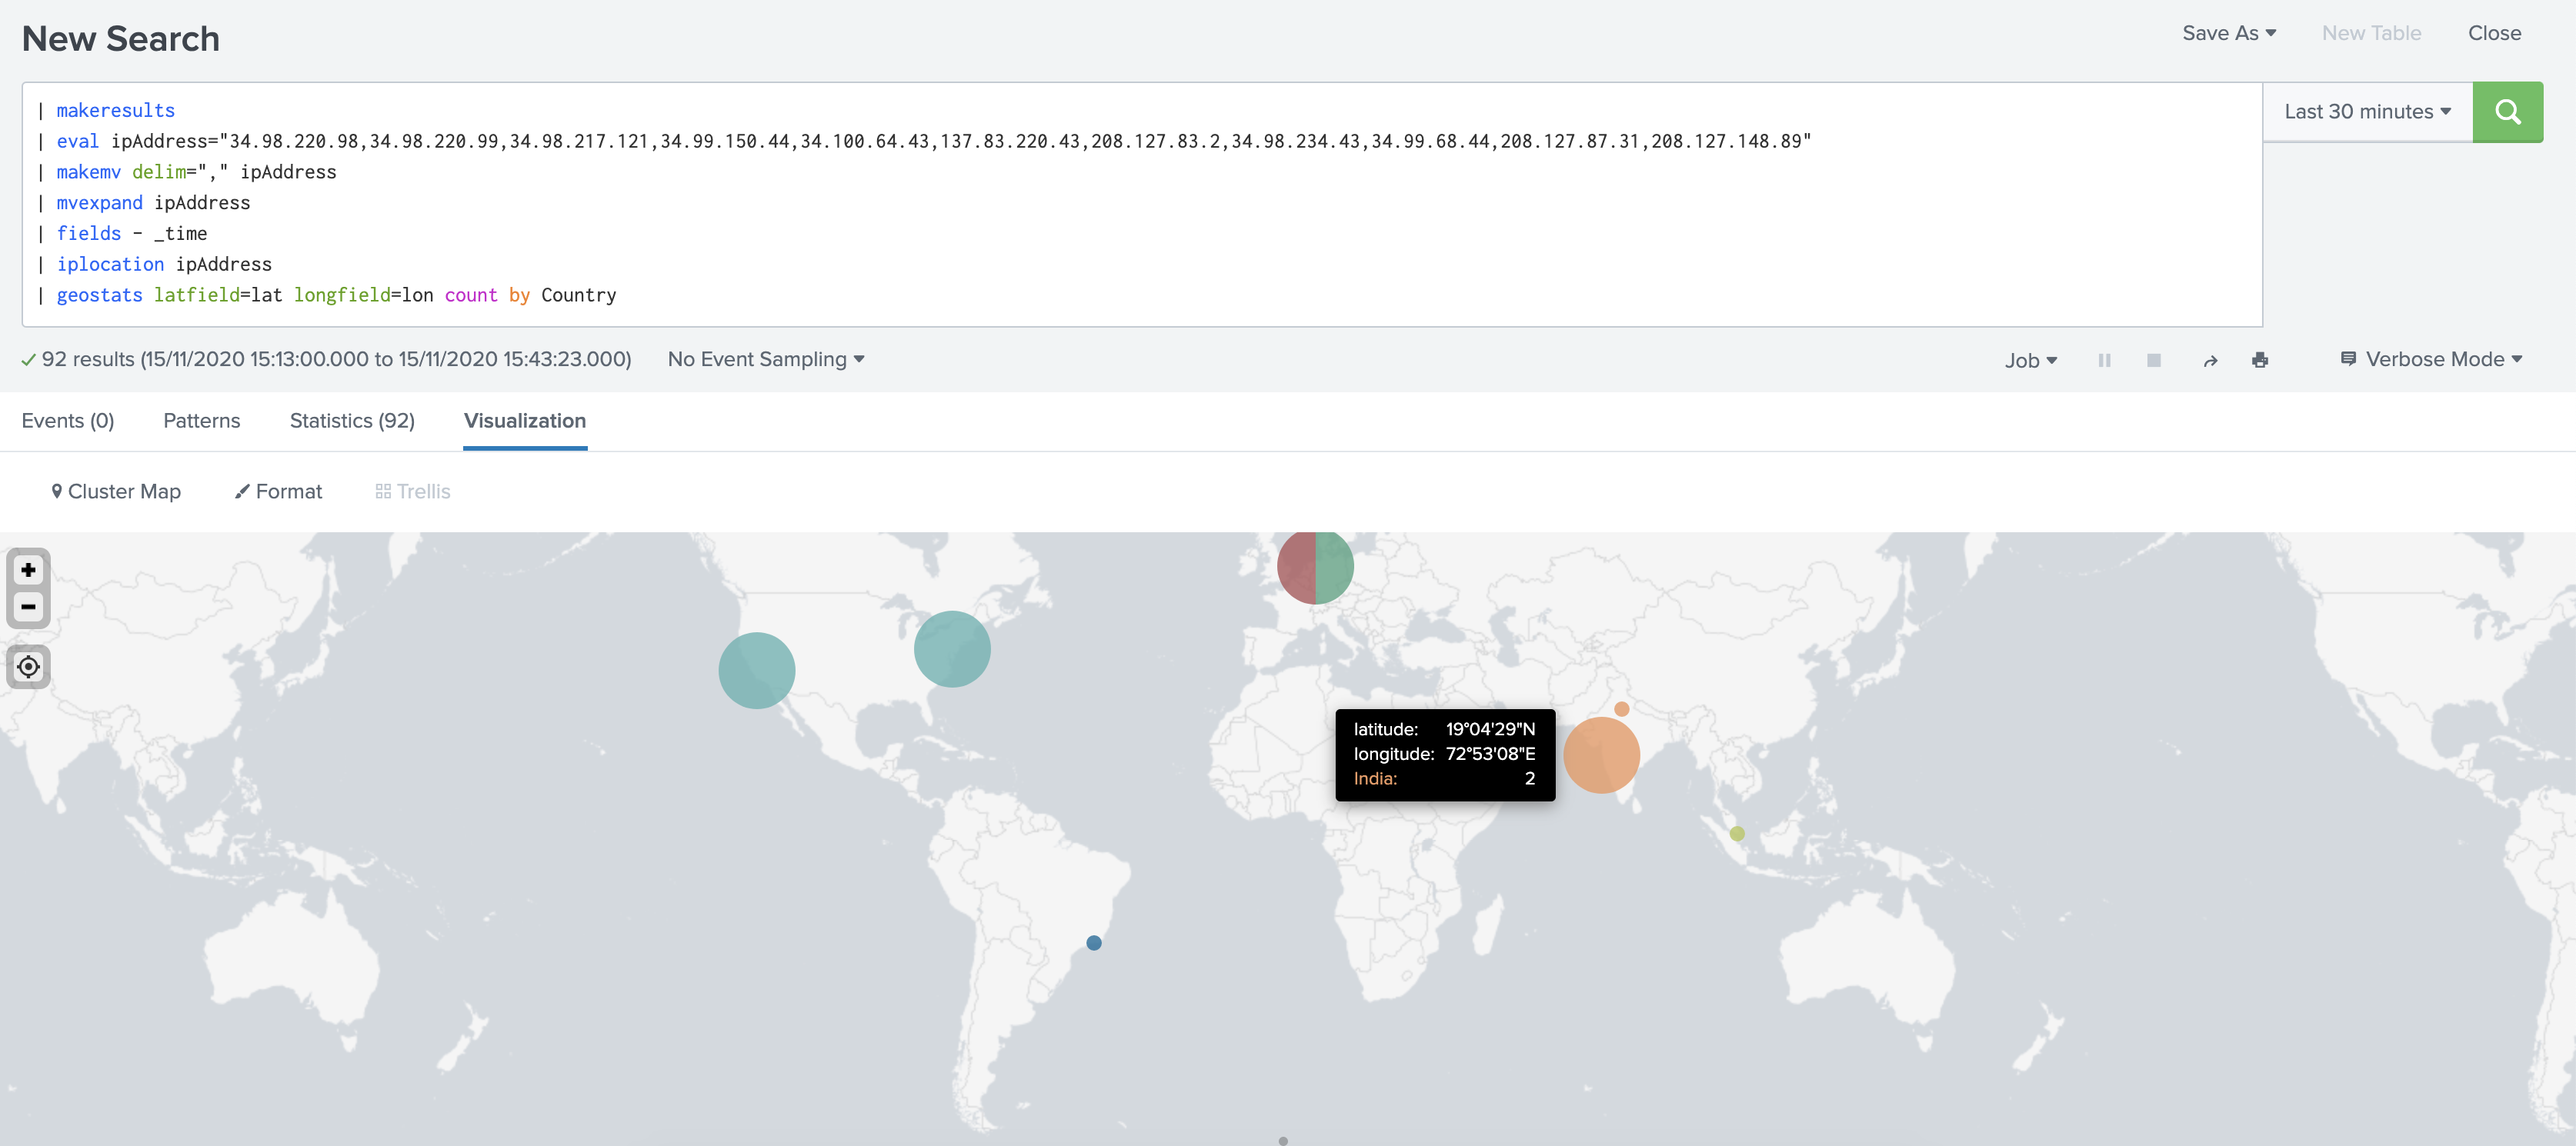 New Search
Save As
New Table
Close
| makeresults
| eval ipAddress="34.98.220.98,34.98.220.99,34.98.217.121,34.99.150.44,34.100.64.43,137.83.220.43,208.127.83.2,34.98.234.43,34.99.68.44,208.127.87.31,208.127.148.89"
| makemv delim="," ipAddress
| mvexpand ipAddress
| fields - _time
| iplocation ipAddress
| geostats latfield=lat longfield=lon count by Country
Last 30 minutes
92 results (15/11/2020 15:13:00.000 to 15/11/2020 15:43:23.000)
No Event Sampling
Job
Verbose Mode
Events (0)
Patterns
Statistics (92)
Visualization
Cluster Map
Format
Trellis
latitude: 19°04'29"N
longitude: 72°53'08"E
India: 2